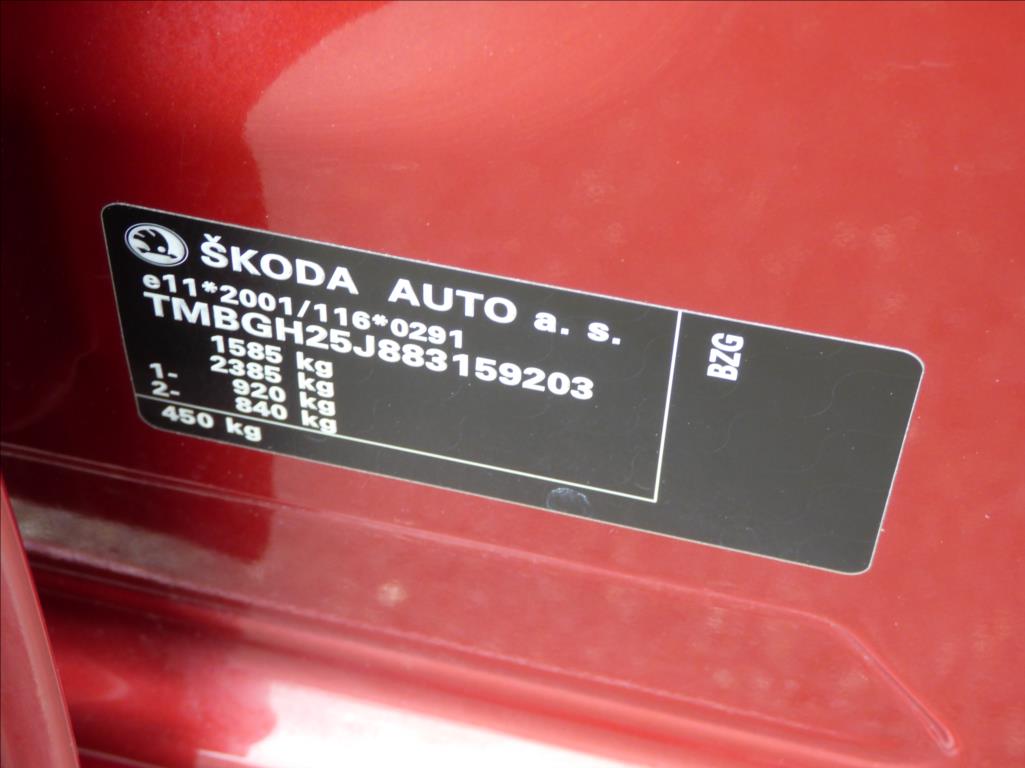 ŠKODA AUTO a. s.
e11*2001/116*0291
TMBGH25J883159203
1585 kg
2385 kg
1- 920 kg
2- 840 kg
450 kg
BZG